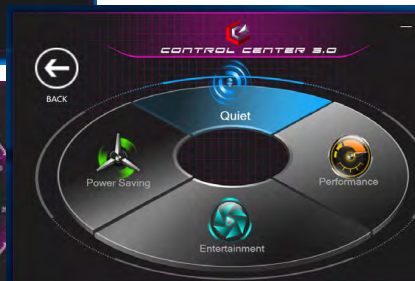 CONTROL CENTER 3.0
BACK
Quiet
Power Saving
Performance
Entertainment